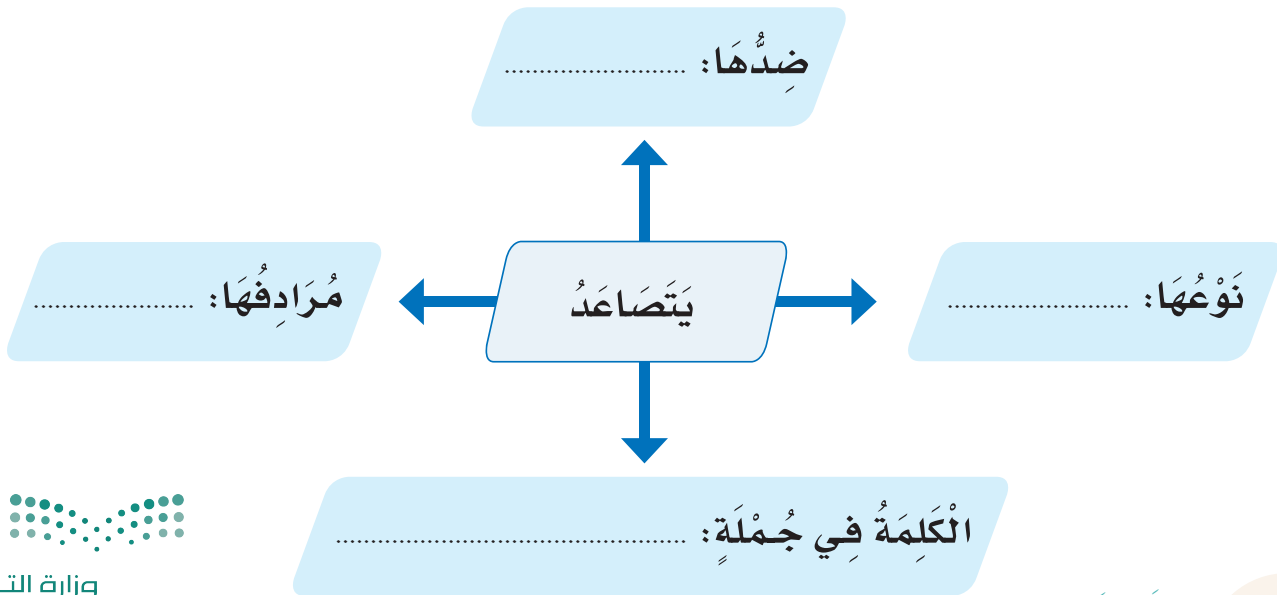 ضِدُّهَا: ..........................
نَوْعُهَا: ..........................
يَتَصَاعَدُ
مُرَادِفُهَا: .......................
الْكَلِمَةُ فِي جُمْلَةٍ: ..................................................
وزارة التـ